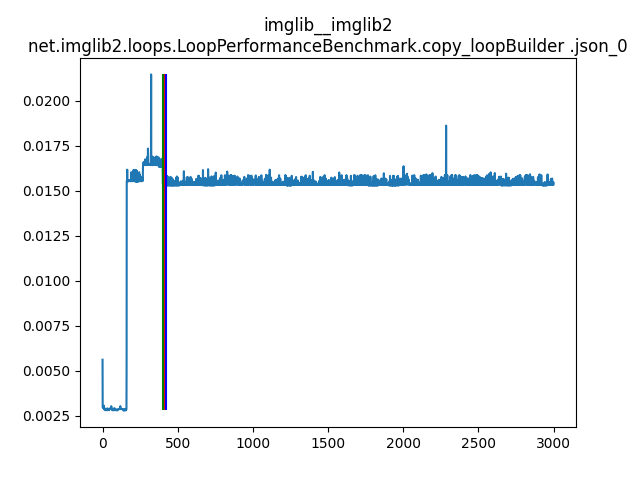 imglib__imglib2
net.imglib2.loops.LoopPerformanceBenchmark.copy_loopBuilder .json_0
0.0200
0.0175
0.0150
0.0125
0.0100
0.0075
0.0050
0.0025
0 500 1000 1500 2000 2500 3000